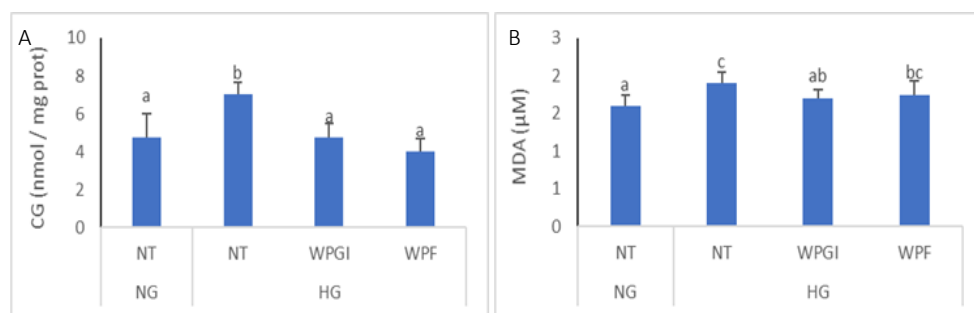 A
CG (nmol / mg prot)
10
8
6
4
2
0
a
b
a
a
NT
NT
WPGI
WPF
NG
HG
B
MDA (µM)
3
2
2
1
1
0
a
c
ab
bc
NT
NT
WPGI
WPF
NG
HG